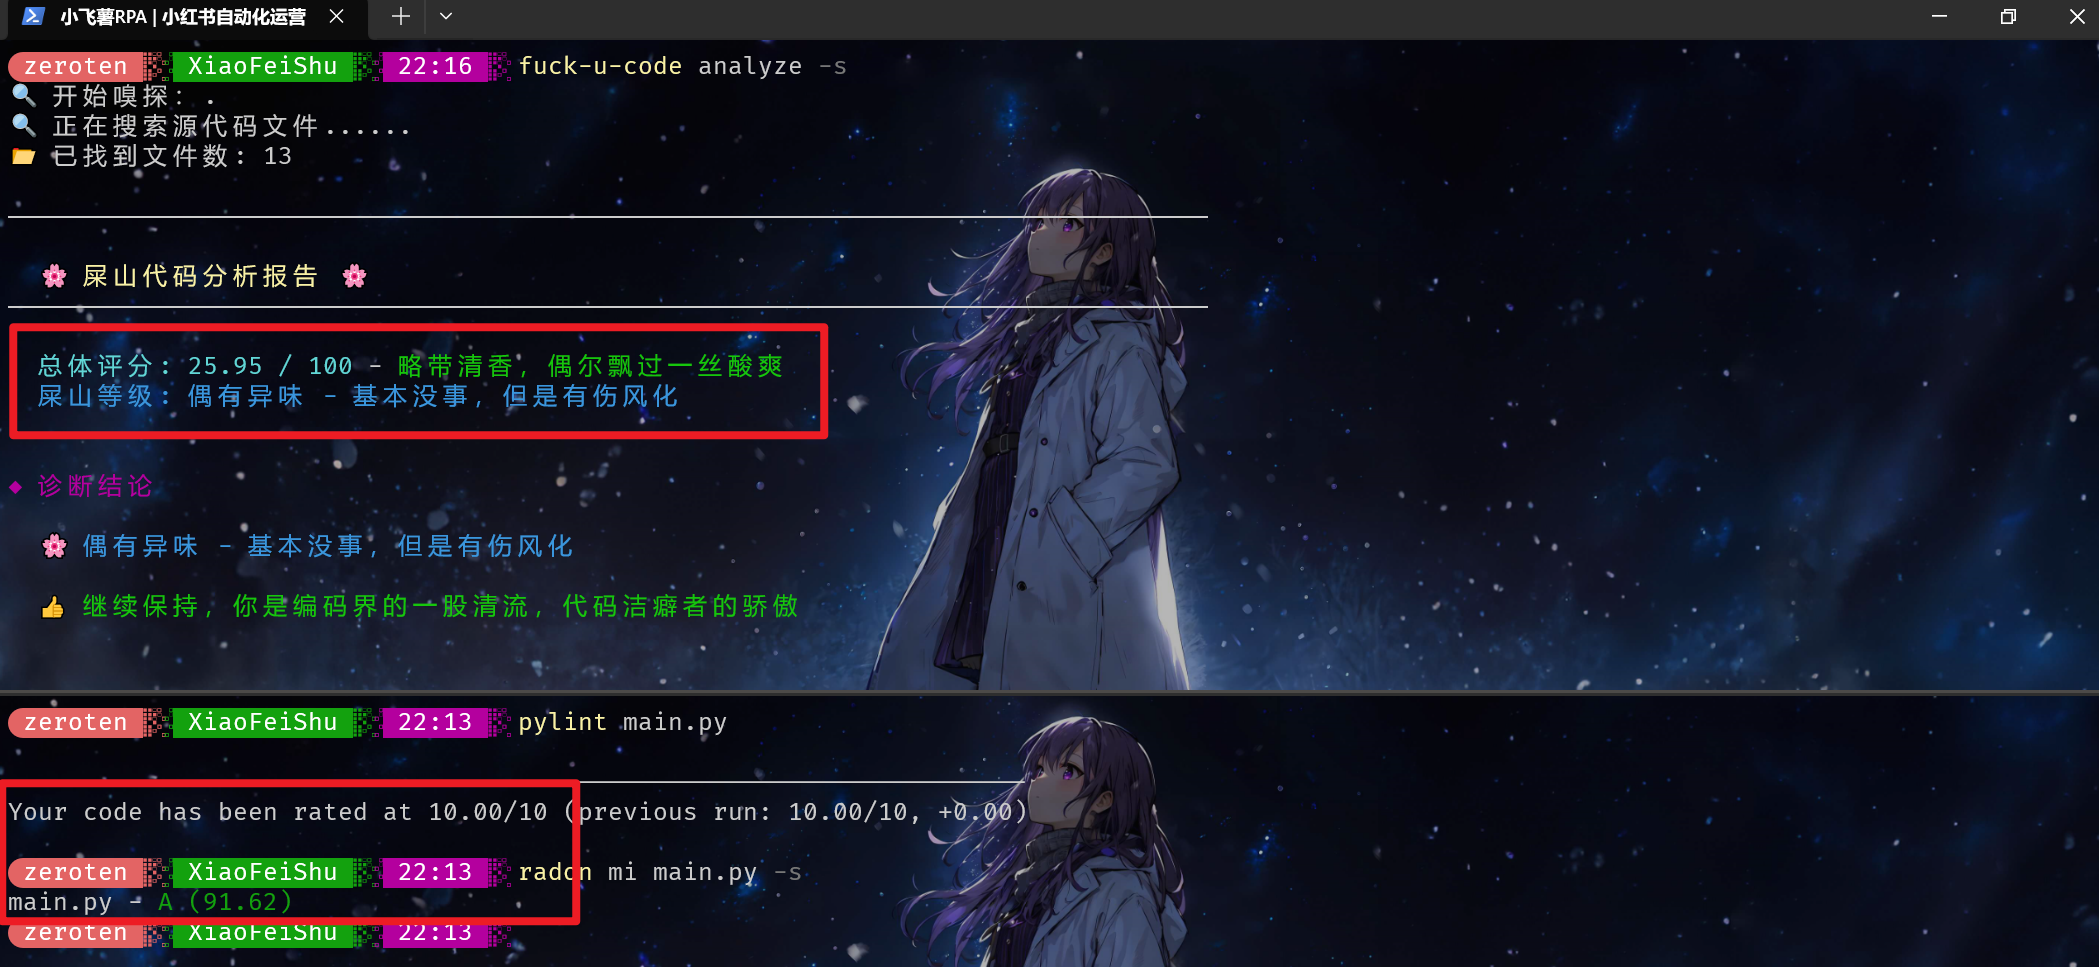 小飞薯RPA | 小红书自动化运营
zeroten XiaoFeiShu 22:16 fuck-u-code analyze -s
🔍 开始嗅探: .
🔍 正在搜索源代码文件......
📂 已找到文件数: 13
🌸 屎山代码分析报告 🌸
总体评分: 25.95 / 100 - 略带清香, 偶尔飘过一丝酸爽
屎山等级: 偶有异味 - 基本没事, 但是有伤风化
◆ 诊断结论
🌸 偶有异味 - 基本没事, 但是有伤风化
👍 继续保持, 你是编码界的一股清流, 代码洁癖者的骄傲
zeroten XiaoFeiShu 22:13 pylint main.py
Your code has been rated at 10.00/10 (previous run: 10.00/10, +0.00)
zeroten XiaoFeiShu 22:13 radon mi main.py -s
main.py - A (91.62)
zeroten XiaoFeiShu 22:13